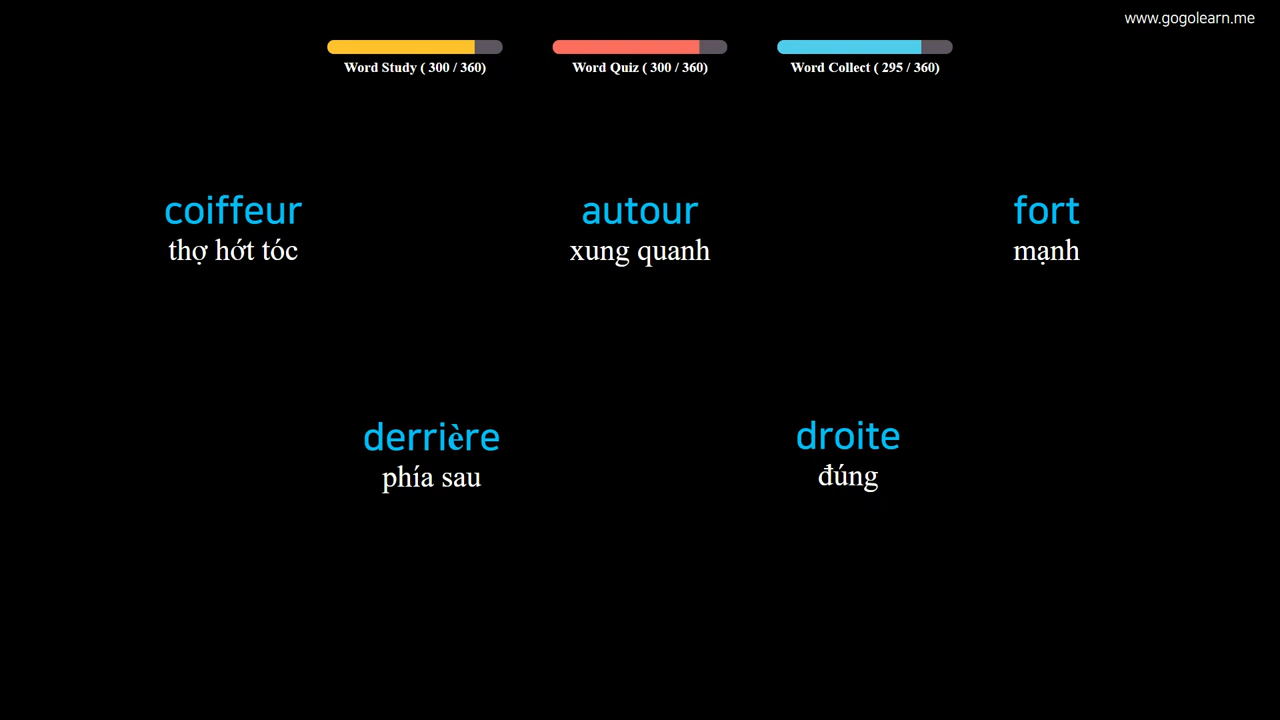 www.gogolearn.me
Word Study ( 300 / 360)
Word Quiz ( 300 / 360)
Word Collect ( 295 / 360)
coiffeur
thợ hớt tóc
autour
xung quanh
fort
mạnh
derrière
phía sau
droite
đúng